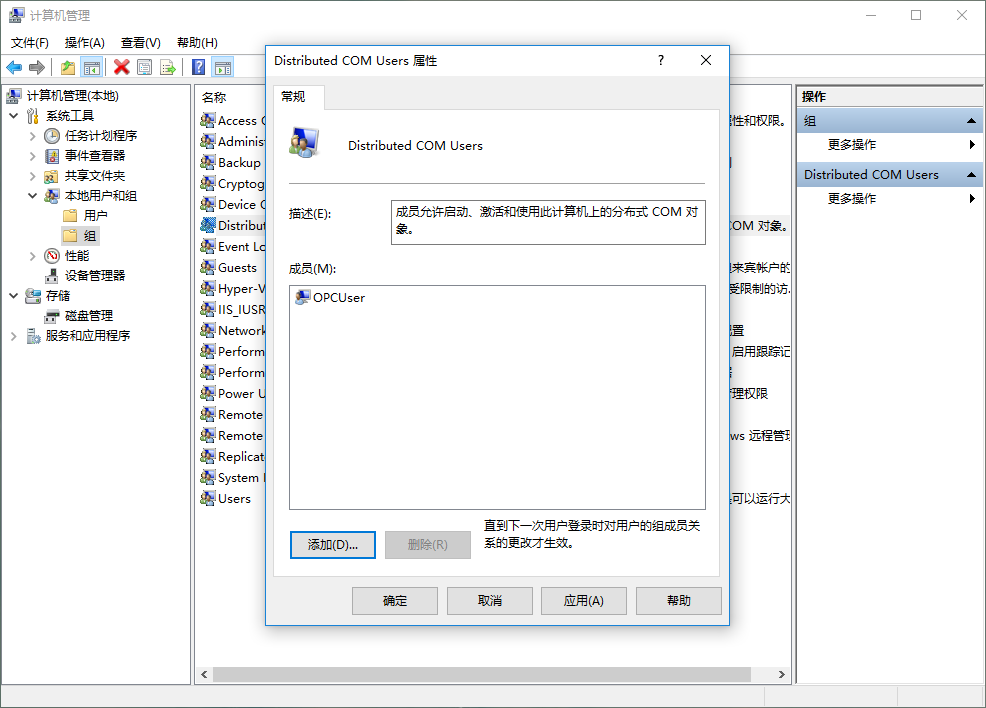 计算机管理
文件(F) 操作(A) 查看(V) 帮助(H)
计算机管理(本地)
系统工具
任务计划程序
事件查看器
共享文件夹
本地用户和组
用户
组
性能
设备管理器
存储
磁盘管理
服务和应用程序
名称
Access
Adminis
Backup
Cryptog
Device
Distribut
Event Lo
Guests
Hyper-V
IIS_IUSR
Network
Perform
Perform
Power U
Remote
Remote
Replicat
System
Users
Distributed COM Users 属性
常规
Distributed COM Users
描述(E):
成员允许启动、激活和使用此计算机上的分布式 COM 对
象。
成员(M):
OPCUser
添加(D)...
删除(R)
直到下一次用户登录时对用户的组成员关
系的更改才生效。
确定
取消
应用(A)
帮助
性和权限。
COM 对象。
来宾帐户的
受限制的访
置
启用跟踪记
管理权限
ws 远程管理
可以运行大
操作
组
更多操作
Distributed COM Users
更多操作